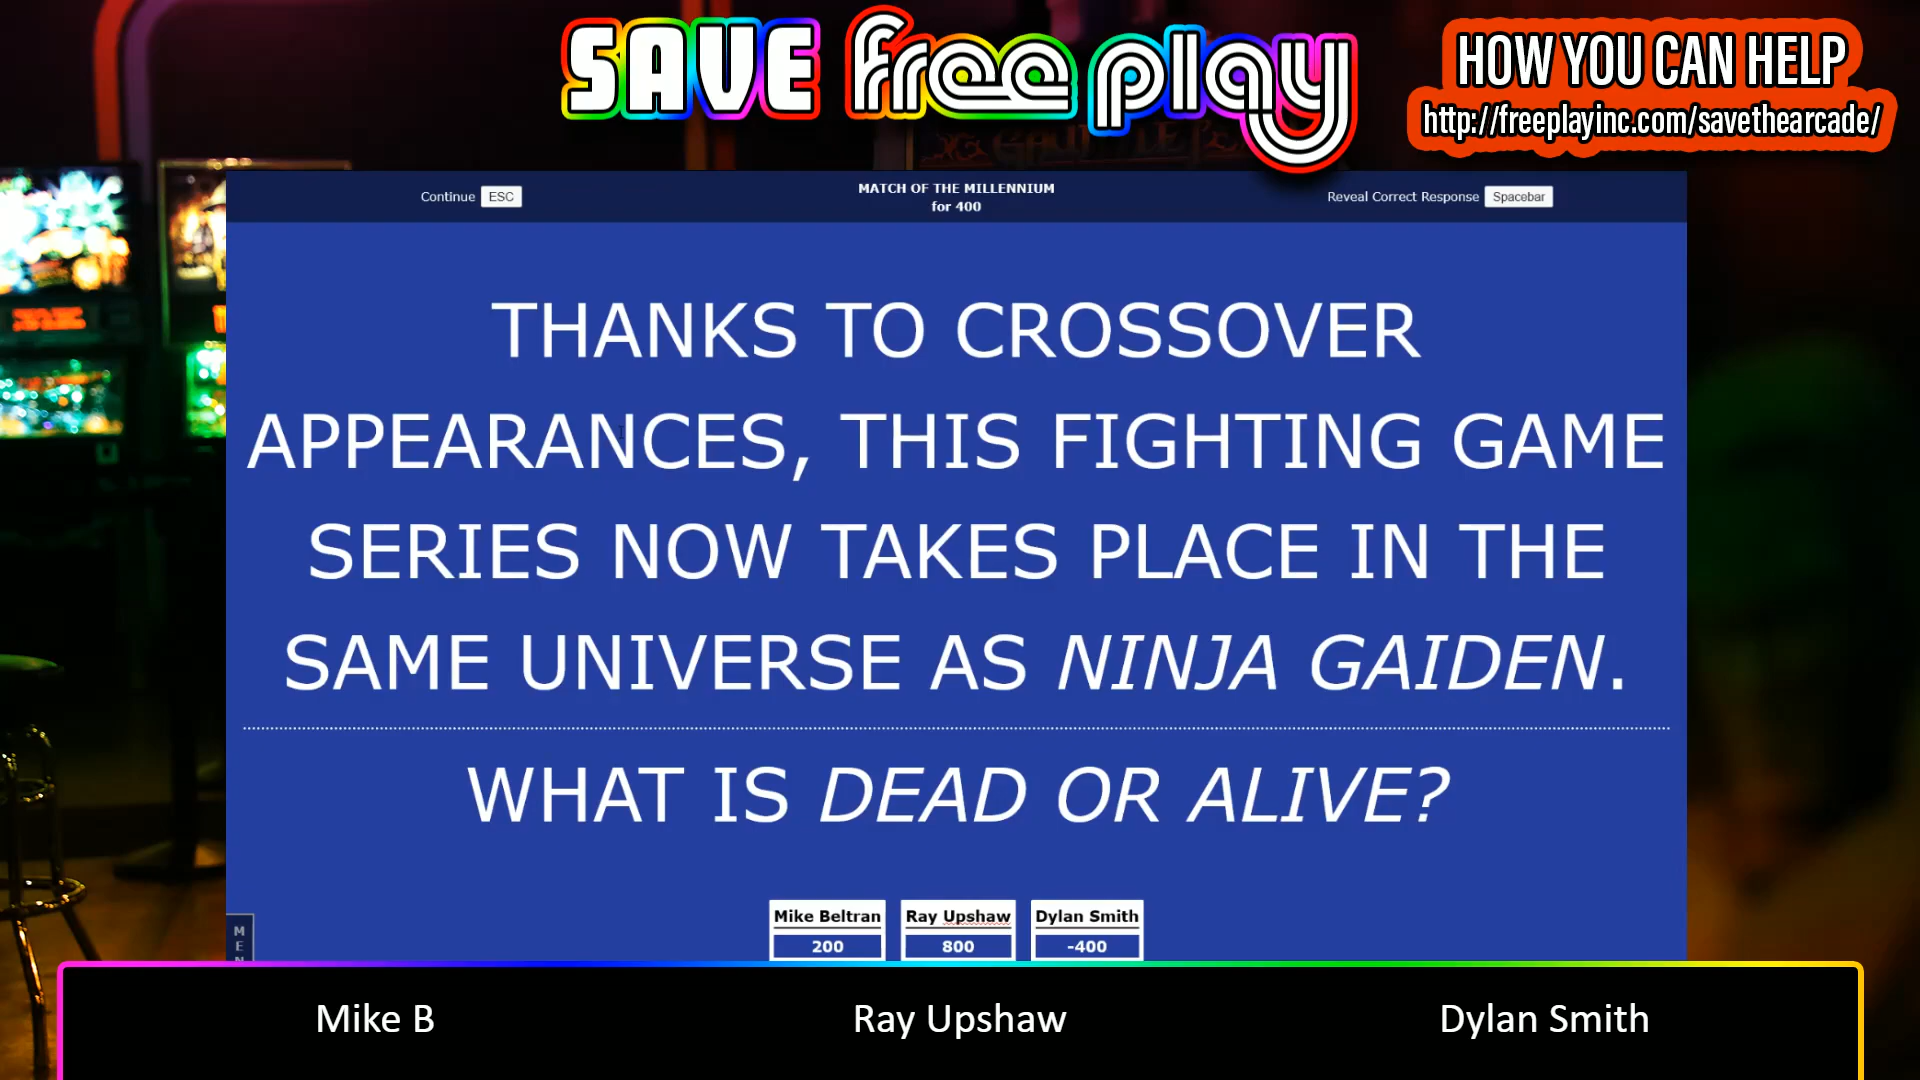 SAVE free play
HOW YOU CAN HELP
http://freeplayinc.com/savethearcade/
Continue ESC
MATCH OF THE MILLENNIUM
for 400
Reveal Correct Response Spacebar
THANKS TO CROSSOVER
APPEARANCES, THIS FIGHTING GAME
SERIES NOW TAKES PLACE IN THE
SAME UNIVERSE AS NINJA GAIDEN.
WHAT IS DEAD OR ALIVE?
Mike Beltran
200
Ray Upshaw
800
Dylan Smith
-400
M
E
N
Mike B
Ray Upshaw
Dylan Smith